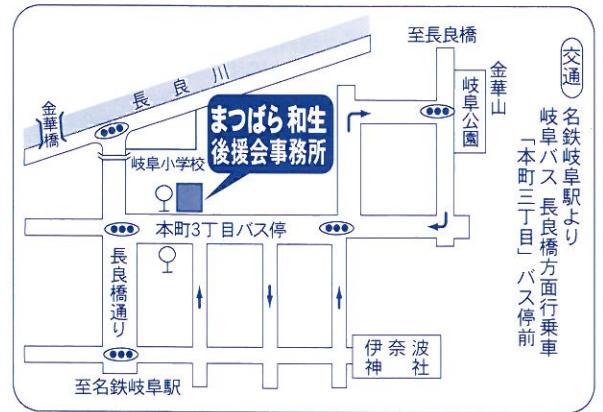 至長良橋
長良川
金華橋
まつばら 和生
後援会事務所
岐阜小学校
岐阜公園
金華山
本町3丁目バス停
長良橋通り
伊奈波
神社
至名鉄岐阜駅
交通
名鉄岐阜駅より
岐阜バス 長良橋方面行乗車
「本町三丁目」バス停前